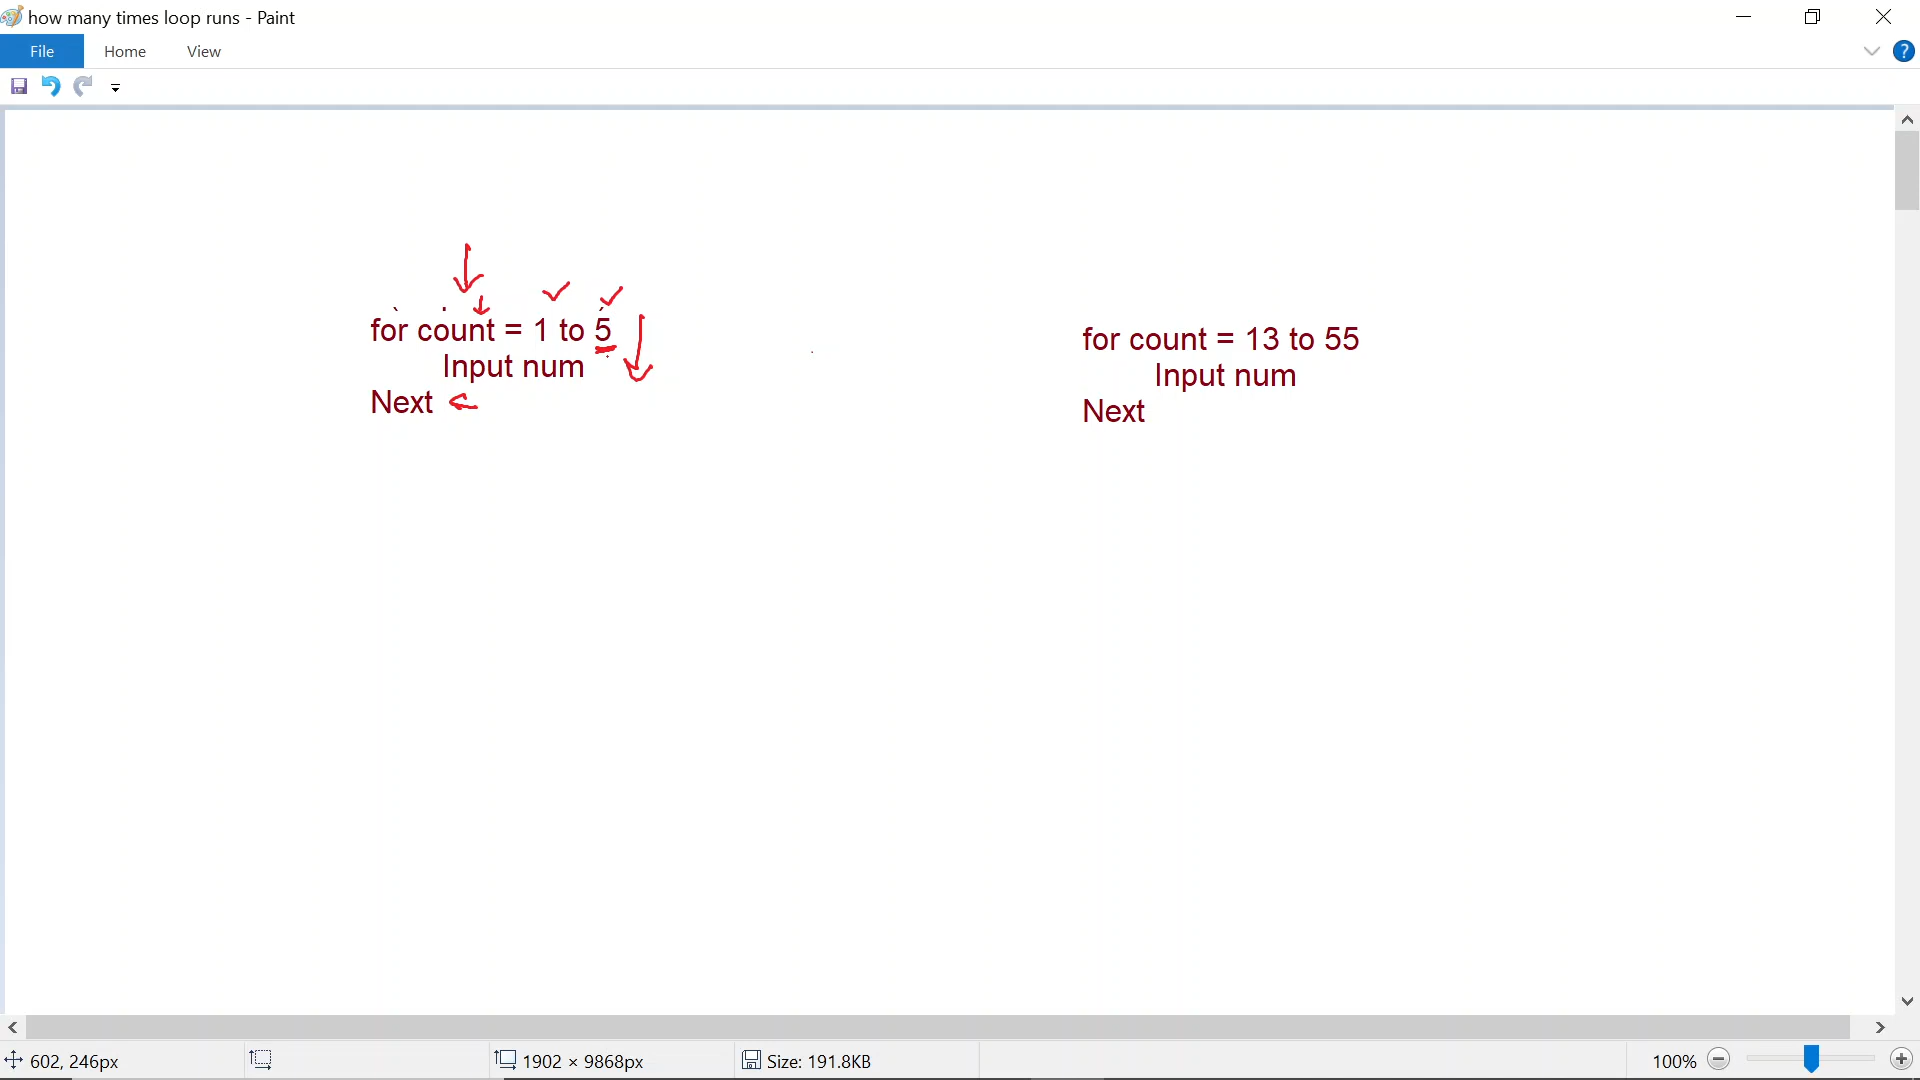 how many times loop runs - Paint
File Home View
?
for count = 1 to 5
Input num
Next
for count = 13 to 55
Input num
Next
602, 246px
1902 × 9868px
Size: 191.8KB
100%